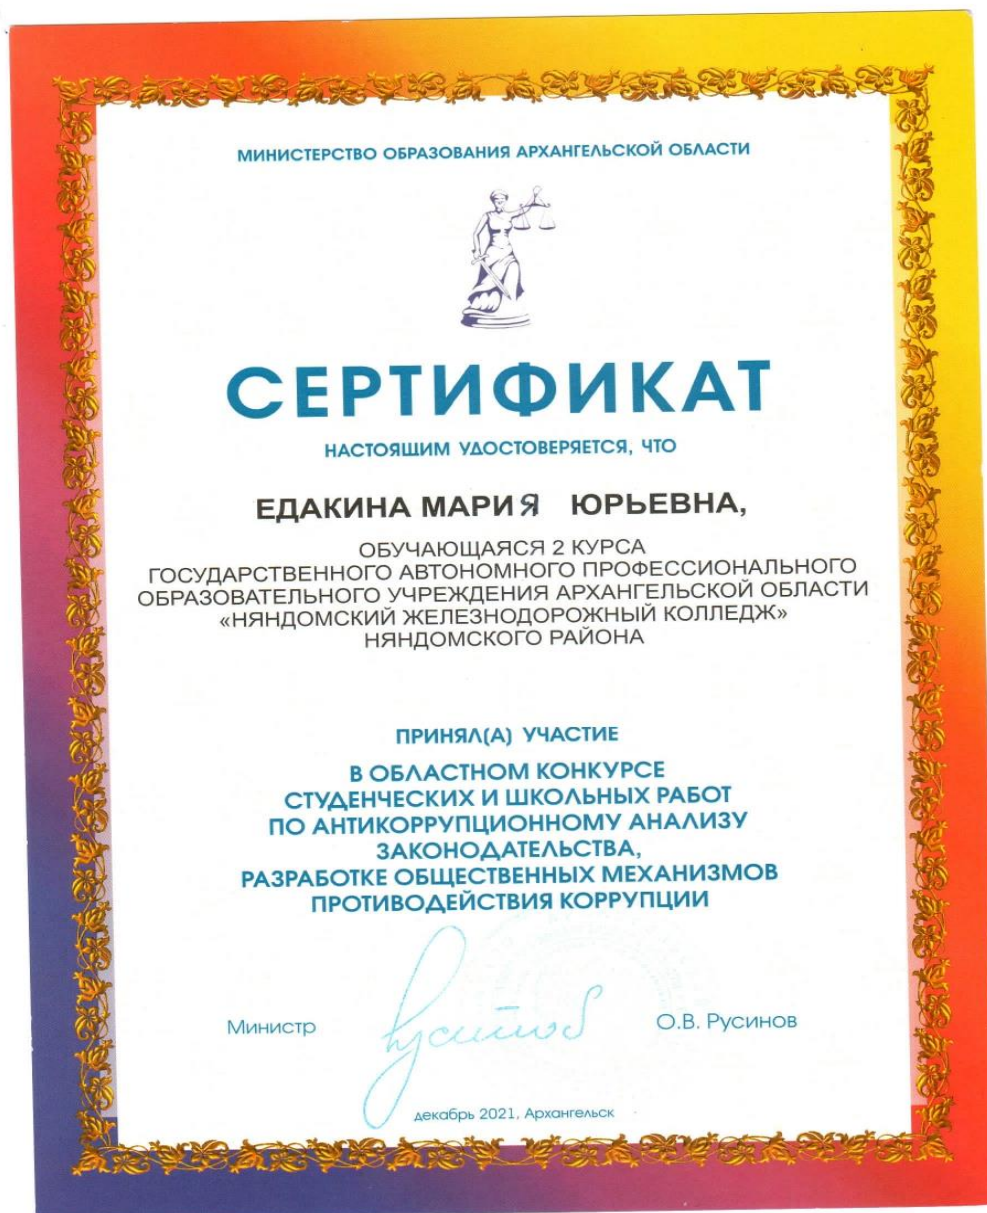 МИНИСТЕРСТВО ОБРАЗОВАНИЯ АРХАНГЕЛЬСКОЙ ОБЛАСТИ
СЕРТИФИКАТ
НАСТОЯЩИМ УДОСТОВЕРЯЕТСЯ, ЧТО
ЕДАКИНА МАРИЯ ЮРЬЕВНА,
ОБУЧАЮЩАЯСЯ 2 КУРСА
ГОСУДАРСТВЕННОГО АВТОНОМНОГО ПРОФЕССИОНАЛЬНОГО
ОБРАЗОВАТЕЛЬНОГО УЧРЕЖДЕНИЯ АРХАНГЕЛЬСКОЙ ОБЛАСТИ
«НЯНДОМСКИЙ ЖЕЛЕЗНОДОРОЖНЫЙ КОЛЛЕДЖ»
НЯНДОМСКОГО РАЙОНА
ПРИНЯЛ(А) УЧАСТИЕ
В ОБЛАСТНОМ КОНКУРСЕ
СТУДЕНЧЕСКИХ И ШКОЛЬНЫХ РАБОТ
ПО АНТИКОРРУПЦИОННОМУ АНАЛИЗУ
ЗАКОНОДАТЕЛЬСТВА,
РАЗРАБОТКЕ ОБЩЕСТВЕННЫХ МЕХАНИЗМОВ
ПРОТИВОДЕЙСТВИЯ КОРРУПЦИИ
Министр О.В. Русинов
декабрь 2021, Архангельск